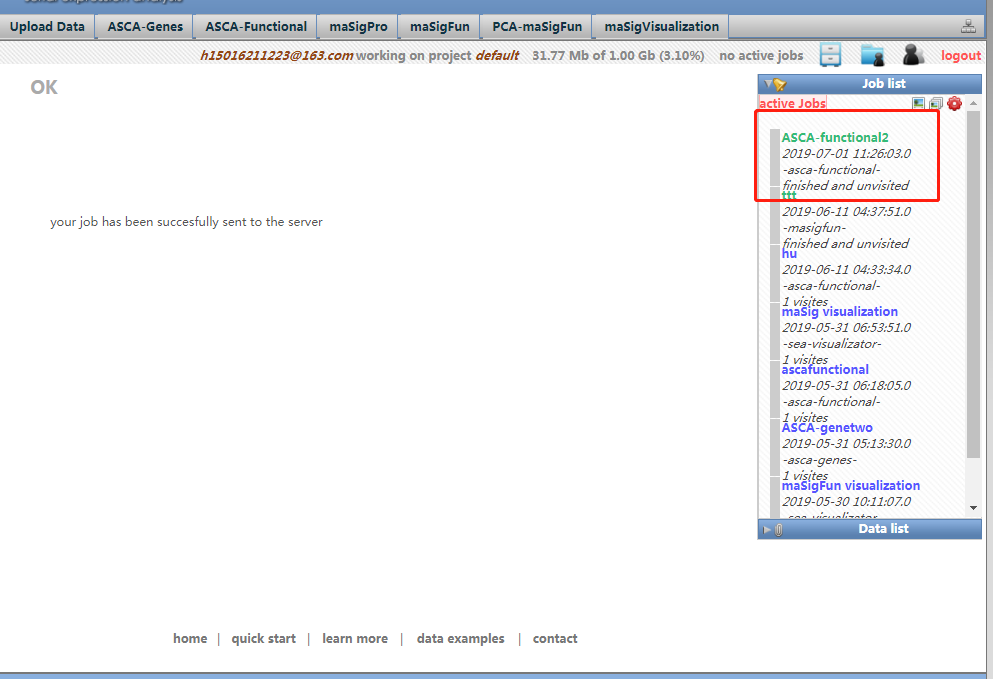 Upload Data ASCA-Genes ASCA-Functional maSigPro maSigFun PCA-maSigFun maSigVisualization
h15016211223@163.com working on project default 31.77 Mb of 1.00 Gb (3.10%) no active jobs logout
OK
Job list
active Jobs
ASCA-functional2
2019-07-01 11:26:03.0
-asca-functional-
finished and unvisited
ttt
2019-06-11 04:37:51.0
-masigfun-
finished and unvisited
hu
2019-06-11 04:33:34.0
-asca-functional-
1 visites
maSig visualization
2019-05-31 06:53:51.0
-sea-visualizator-
1 visites
ascafunctional
2019-05-31 06:18:05.0
-asca-functional-
1 visites
ASCA-genetwo
2019-05-31 05:13:30.0
-asca-genes-
1 visites
maSigFun visualization
2019-05-30 10:11:07.0
-sea-visualizator-
Data list
your job has been succesfully sent to the server
home | quick start | learn more | data examples | contact